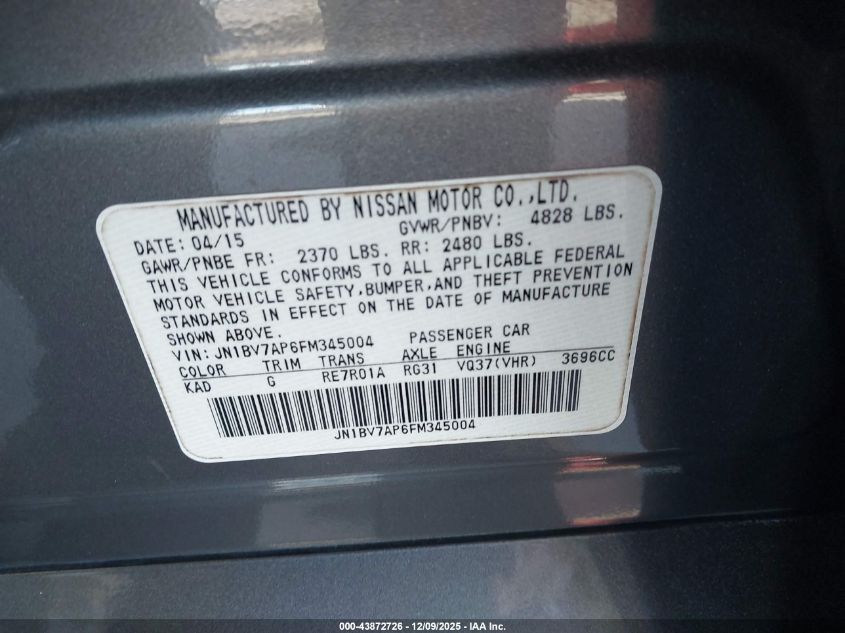 MANUFACTURED BY NISSAN MOTOR CO.,LTD.
DATE: 04/15 GVWR/PNBV: 4828 LBS.
GAWR/PNBE FR: 2370 LBS. RR: 2480 LBS.
THIS VEHICLE CONFORMS TO ALL APPLICABLE FEDERAL
MOTOR VEHICLE SAFETY,BUMPER,AND THEFT PREVENTION
STANDARDS IN EFFECT ON THE DATE OF MANUFACTURE
SHOWN ABOVE.
VIN: JN1BV7AP6FM345004 PASSENGER CAR
COLOR TRIM TRANS AXLE ENGINE
KAD G RE7R01A RG31 VQ37(VHR) 3696CC
JN1BV7AP6FM345004
000-43872726 - 12/09/2025 - IAA Inc.